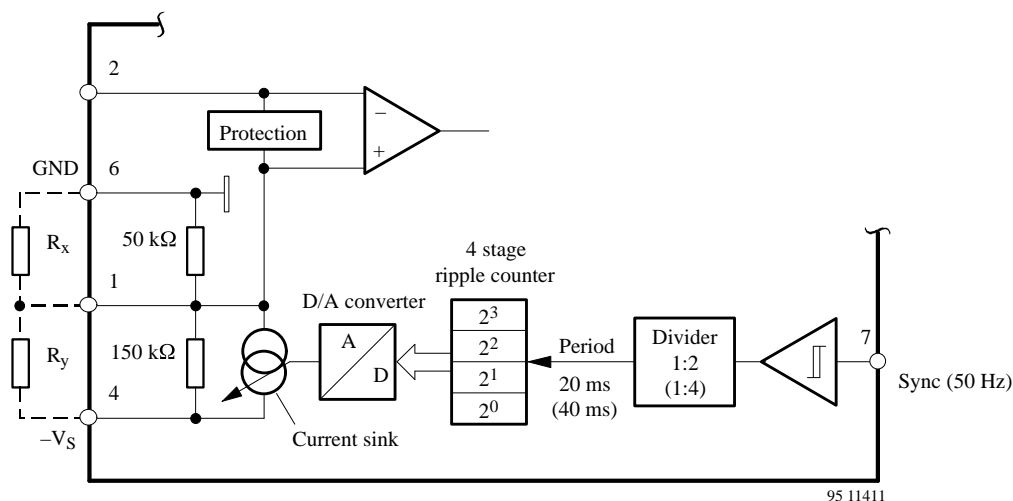 2
Protection
−
+
GND
6
Rx
50 kΩ
1
Ry
150 kΩ
4
–VS
D/A converter
A
D
Current sink
4 stage
ripple counter
2³
2²
2¹
2⁰
Period
20 ms
(40 ms)
Divider
1:2
(1:4)
7
Sync (50 Hz)
95 11411